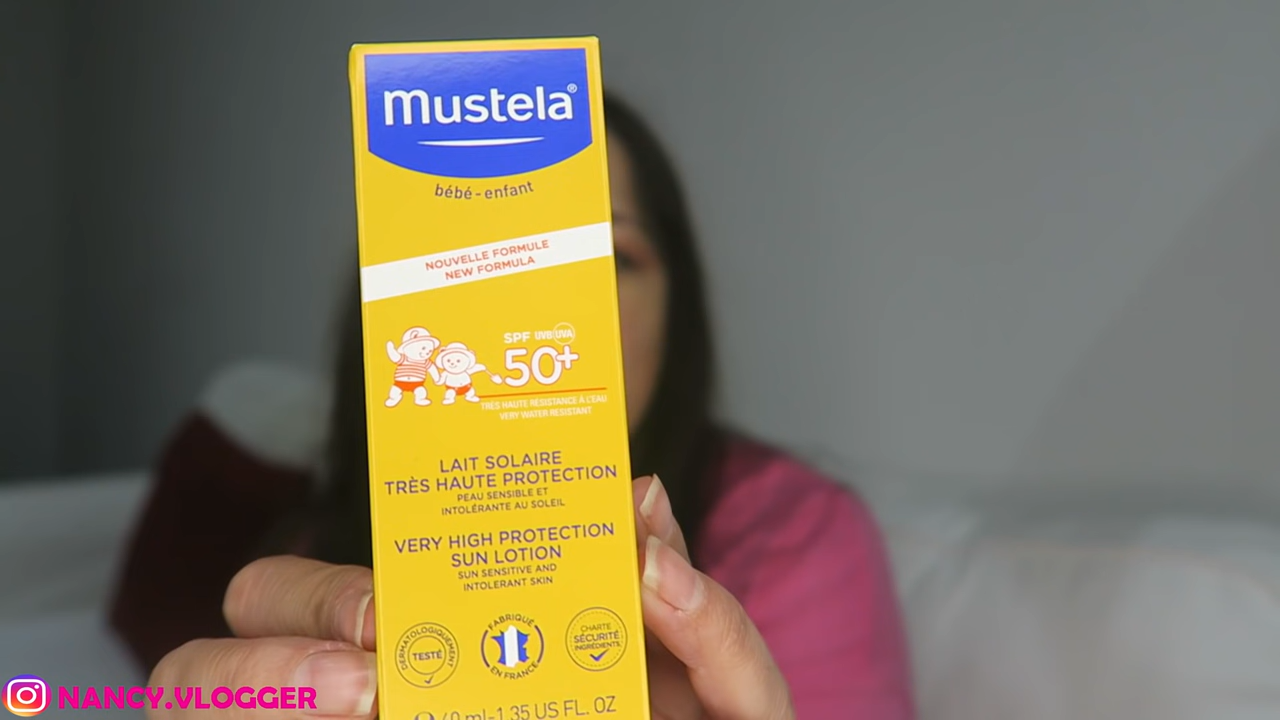 mustela®
bébé-enfant
NOUVELLE FORMULE
NEW FORMULA
SPF UVB UVA
50+
TRÈS HAUTE RÉSISTANCE À L'EAU
VERY WATER RESISTANT
LAIT SOLAIRE
TRÈS HAUTE PROTECTION
PEAU SENSIBLE ET
INTOLÉRANTE AU SOLEIL
VERY HIGH PROTECTION
SUN LOTION
SUN SENSITIVE AND
INTOLERANT SKIN
DERMATOLOGIQUEMENT
TESTÉ
FABRIQUÉ
EN FRANCE
CHARTE
SÉCURITÉ
INGRÉDIENTS
40 ml-1.35 US FL. OZ
NANCY.VLOGGER